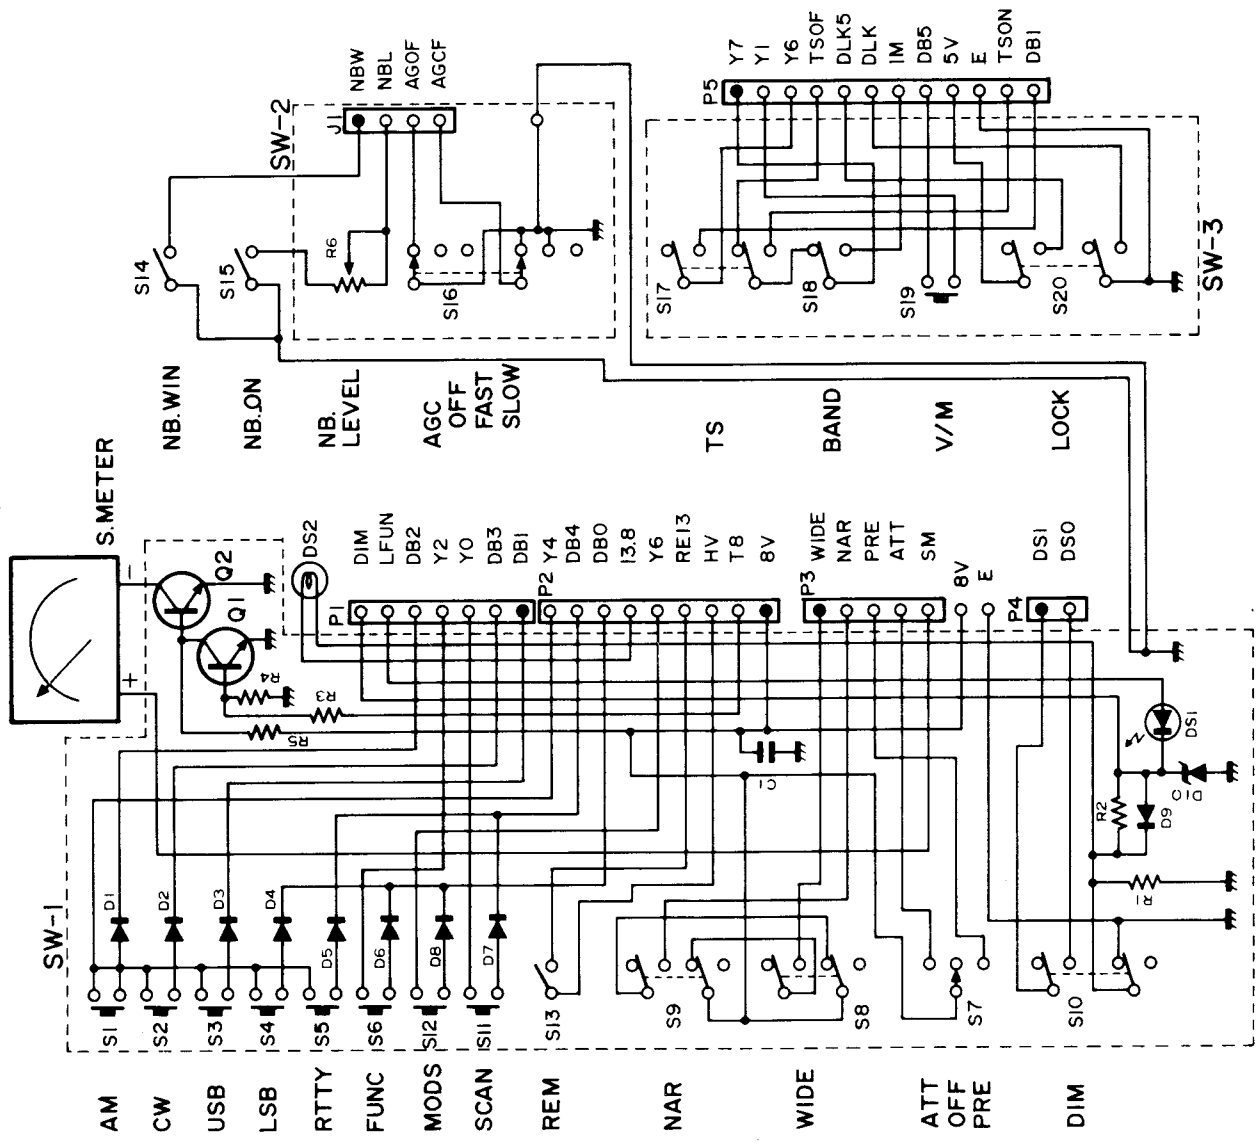 SW-1
AM
CW
USB
LSB
RTTY
FUNC
MODS
SCAN
REM
NAR
WIDE
ATT
OFF
PRE
DIM
S1
S2
S3
S4
S5
S6
S12
S11
S13
S9
S8
S7
S10
D1
D2
D3
D4
D5
D6
D8
D7
R5
R3
R4
C1
R2
D9
D10
R1
DS1
S.METER
-
+
Q2
Q1
DS2
P1
DIM
LFUN
DB2
Y2
Y0
DB3
DB1
P2
Y4
DB4
DB0
13.8
Y6
RE13
HV
T8
8V
P3
WIDE
NAR
PRE
ATT
SM
8V
E
P4
DS1
DS0
NB.WIN
NB.ON
NB.
LEVEL
AGC
OFF
FAST
SLOW
TS
BAND
V/M
LOCK
S14
S15
R6
S16
SW-2
J1
NBW
NBL
AGOF
AGCF
S17
S18
S19
S20
SW-3
P5
Y7
Y1
Y6
TSOF
DLK5
DLK
1M
DB5
5V
E
TSON
DB1